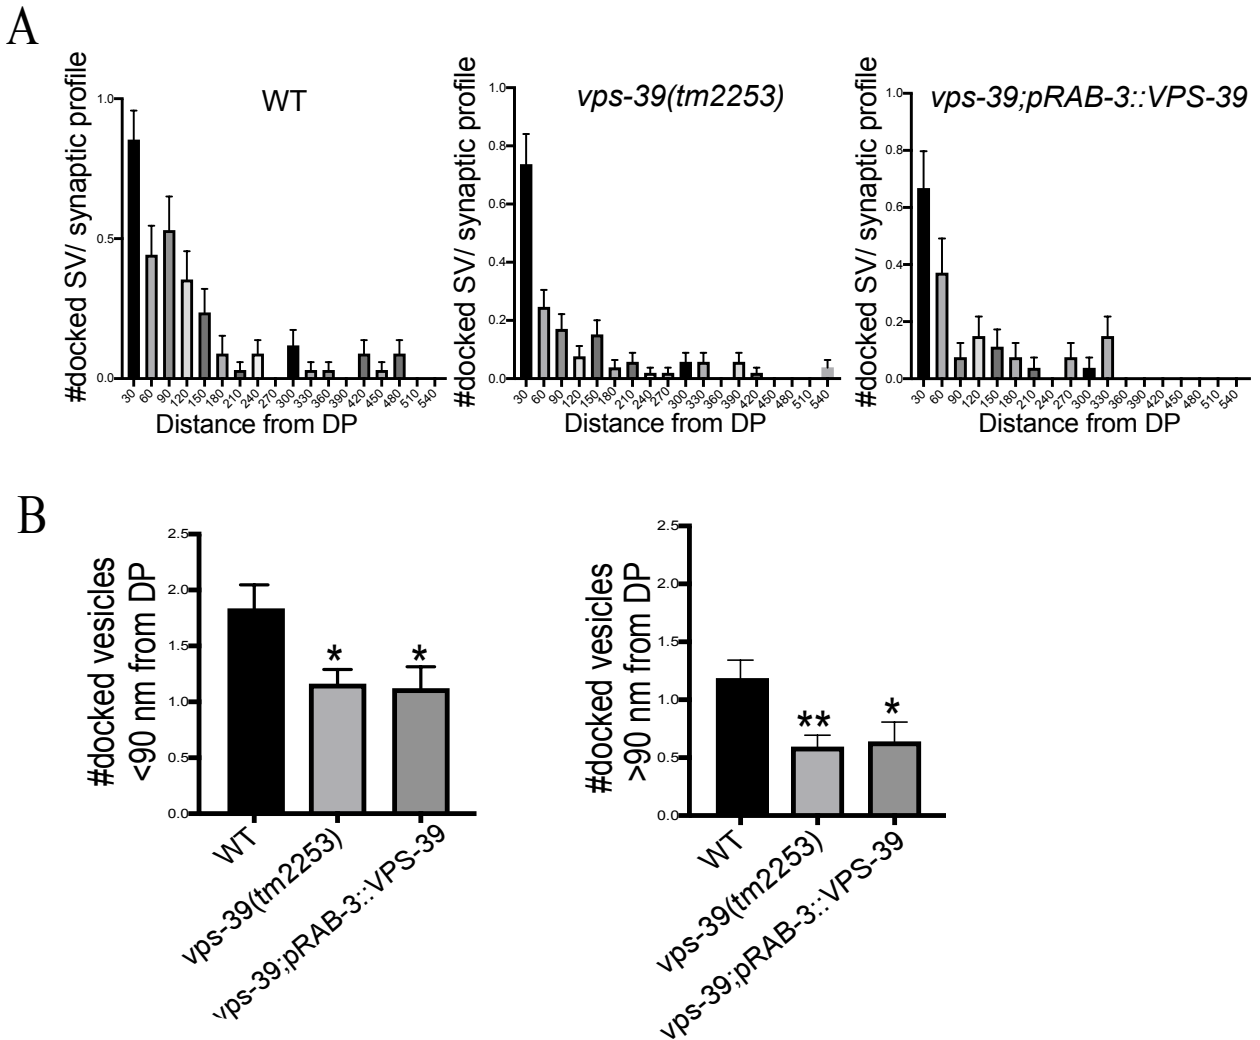 A
WT
#docked SV/ synaptic profile
1.0
0.5
0.0
30 60 90 120 150 180 210 240 270 300 330 360 390 420 450 480 510 540
Distance from DP
vps-39(tm2253)
#docked SV/ synaptic profile
1.0
0.8
0.6
0.4
0.2
0.0
30 60 90 120 150 180 210 240 270 300 330 360 390 420 450 480 510 540
Distance from DP
vps-39;pRAB-3::VPS-39
#docked SV/ synaptic profile
1.0
0.8
0.6
0.4
0.2
0.0
30 60 90 120 150 180 210 240 270 300 330 360 390 420 450 480 510 540
Distance from DP
B
#docked vesicles
<90 nm from DP
2.5
2.0
1.5
1.0
0.5
0.0
* *
WT
vps-39(tm2253)
vps-39;pRAB-3::VPS-39
#docked vesicles
>90 nm from DP
2.5
2.0
1.5
1.0
0.5
0.0
** *
WT
vps-39(tm2253)
vps-39;pRAB-3::VPS-39